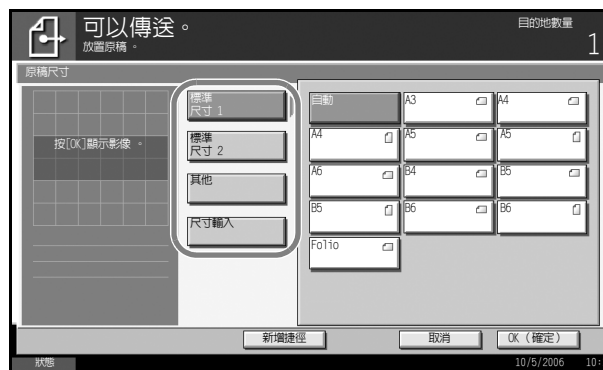 可以傳送。
放置原稿。
目的地數量
1
原稿尺寸
按[OK]顯示影像。
標準
尺寸 1
標準
尺寸 2
其他
尺寸輸入
自動
A3
A4
A4
A5
A5
A6
B4
B5
B5
B6
B6
Folio
新增捷徑
取消
OK（確定）
狀態
10/5/2006
10: